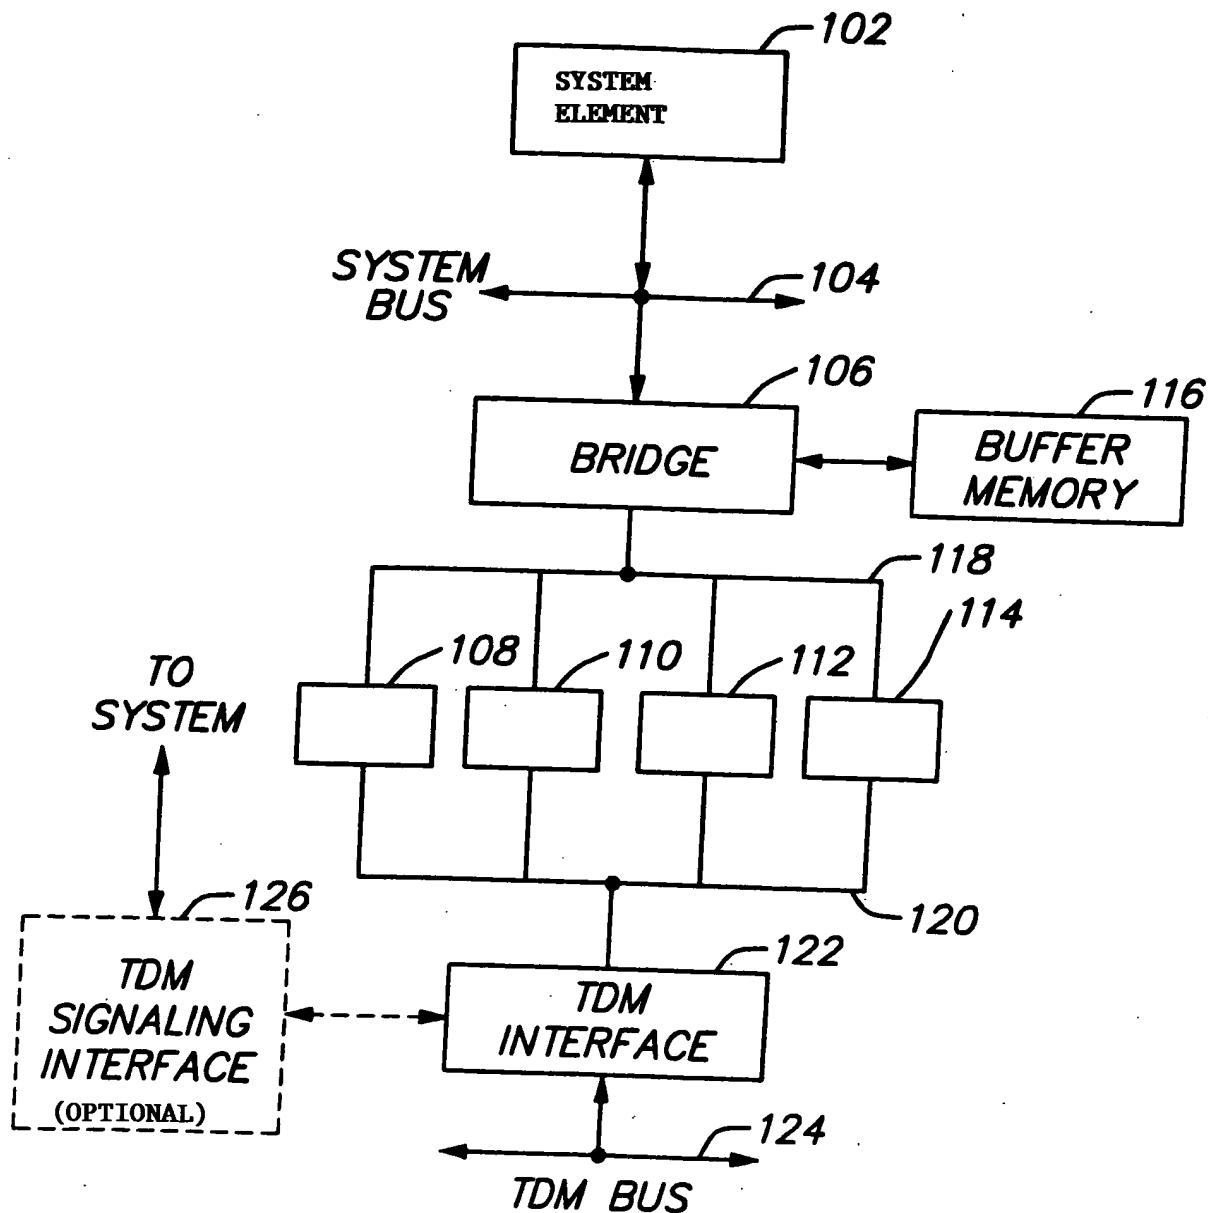 102
SYSTEM
ELEMENT
SYSTEM
BUS
104
106
BRIDGE
116
BUFFER
MEMORY
118
114
108
110
112
TO
SYSTEM
126
TDM
SIGNALING
INTERFACE
(OPTIONAL)
120
122
TDM
INTERFACE
124
TDM BUS